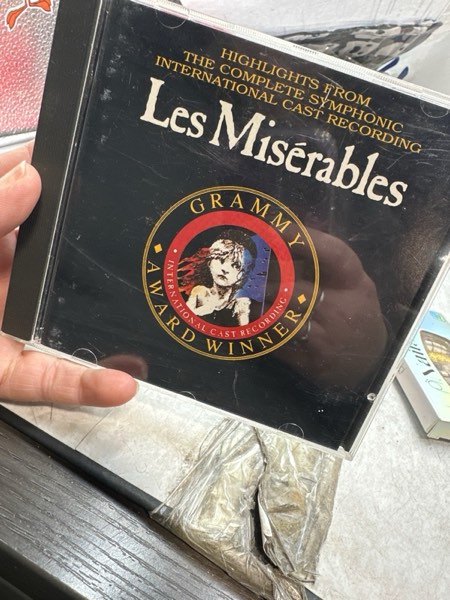 HIGHLIGHTS FROM
THE COMPLETE SYMPHONIC
INTERNATIONAL CAST RECORDING
Les Misérables
GRAMMY
AWARD WINNER
INTERNATIONAL CAST RECORDING